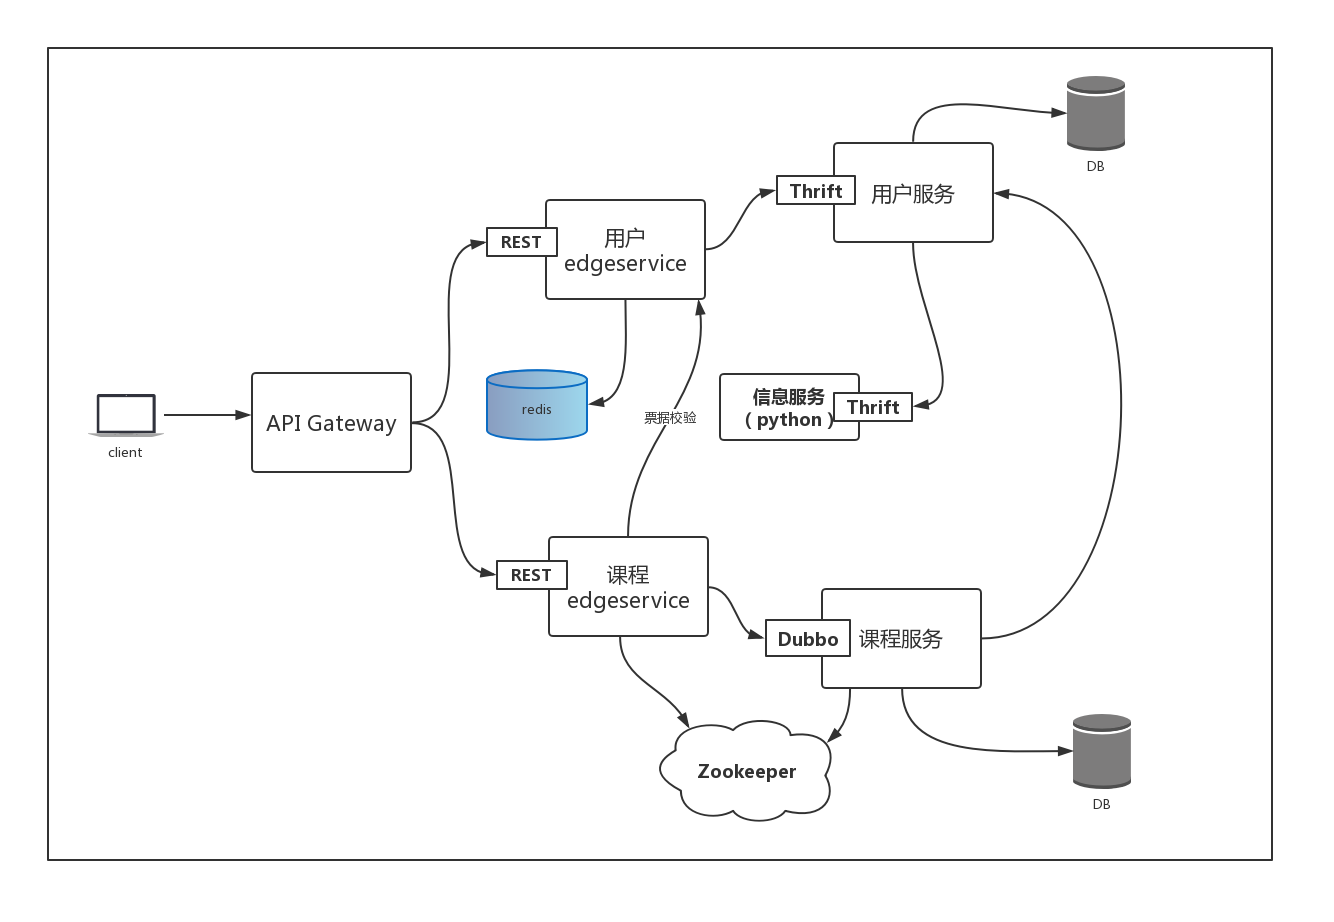 DB
Thrift
用户服务
REST
用户
edgeservice
client
API Gateway
redis
票据校验
信息服务
（ python ）
Thrift
REST
课程
edgeservice
Dubbo
课程服务
Zookeeper
DB